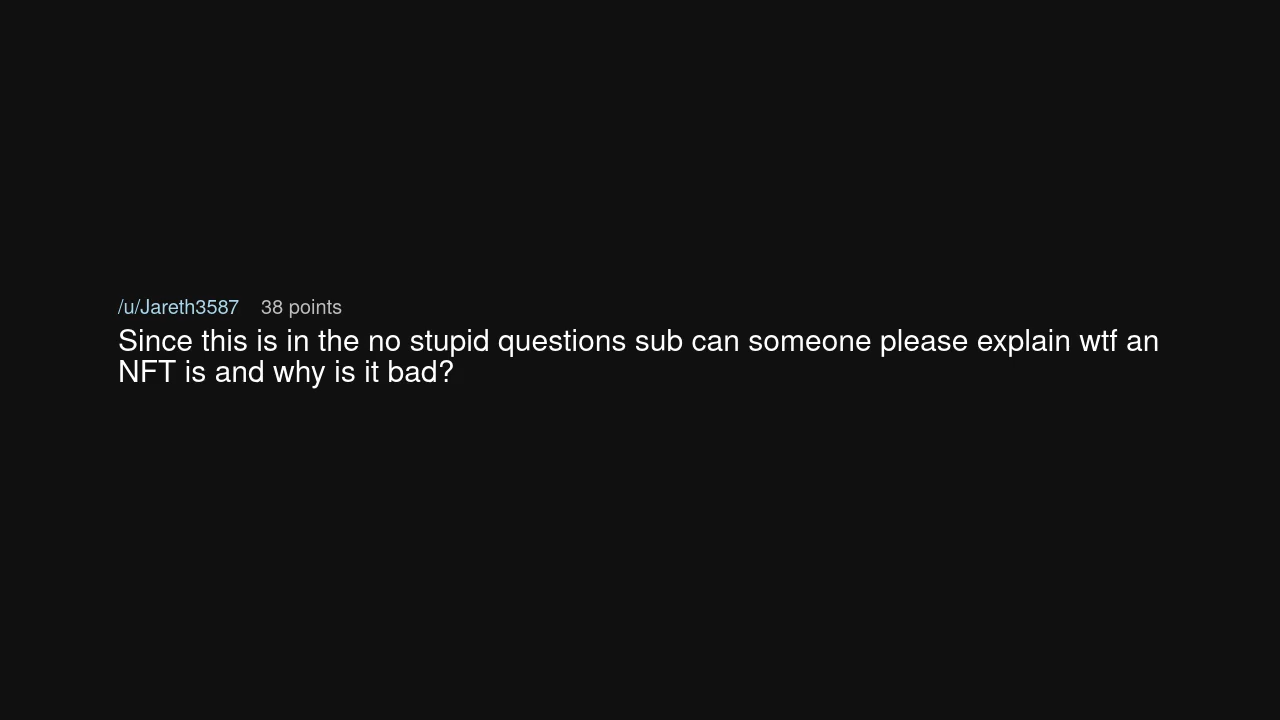 /u/Jareth3587 38 points
Since this is in the no stupid questions sub can someone please explain wtf an
NFT is and why is it bad?